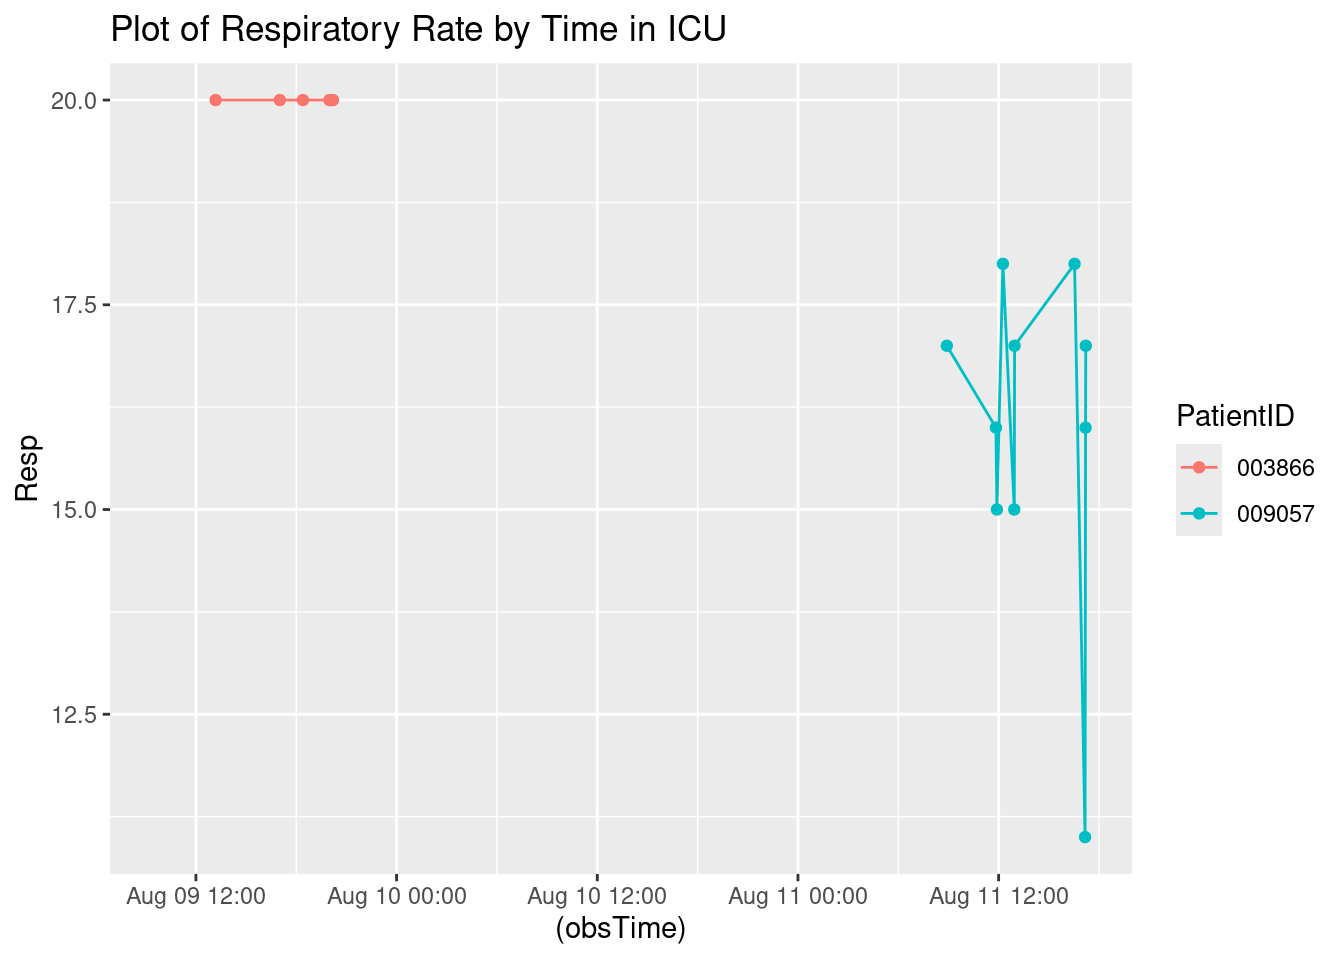 Plot of Respiratory Rate by Time in ICU
20.0
17.5
15.0
12.5
Resp
Aug 09 12:00 Aug 10 00:00 Aug 10 12:00 Aug 11 00:00 Aug 11 12:00
(obsTime)
PatientID
003866
009057